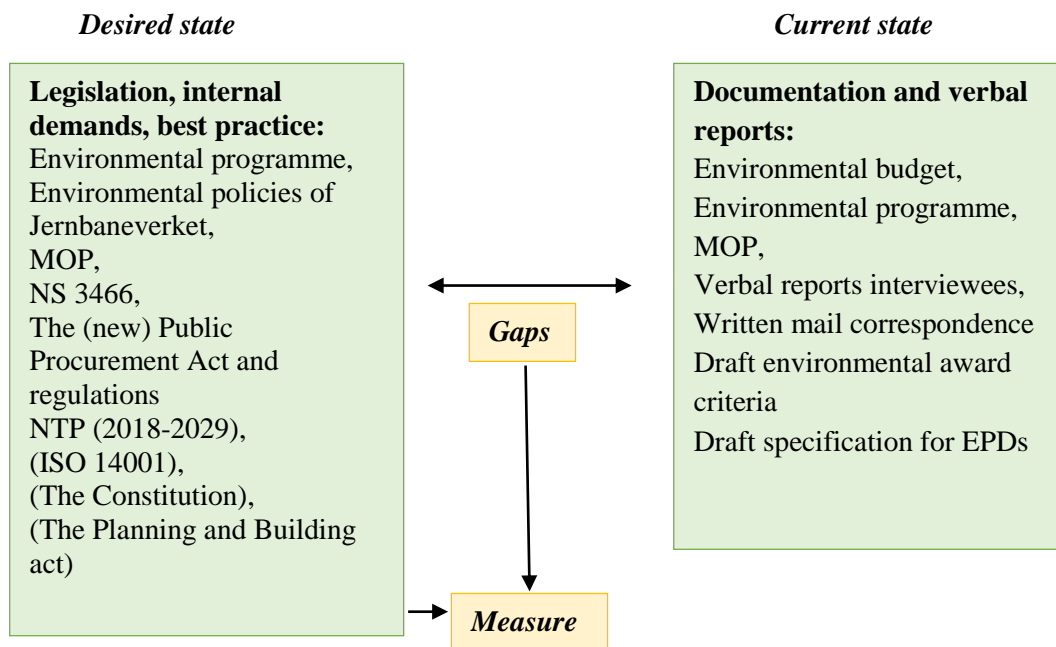 Desired state
Current state
Legislation, internal
demands, best practice:
Environmental programme,
Environmental policies of
Jernbaneverket,
MOP,
NS 3466,
The (new) Public
Procurement Act and
regulations
NTP (2018-2029),
(ISO 14001),
(The Constitution),
(The Planning and Building
act)
Gaps
Measure
Documentation and verbal
reports:
Environmental budget,
Environmental programme,
MOP,
Verbal reports interviewees,
Written mail correspondence
Draft environmental award
criteria
Draft specification for EPDs